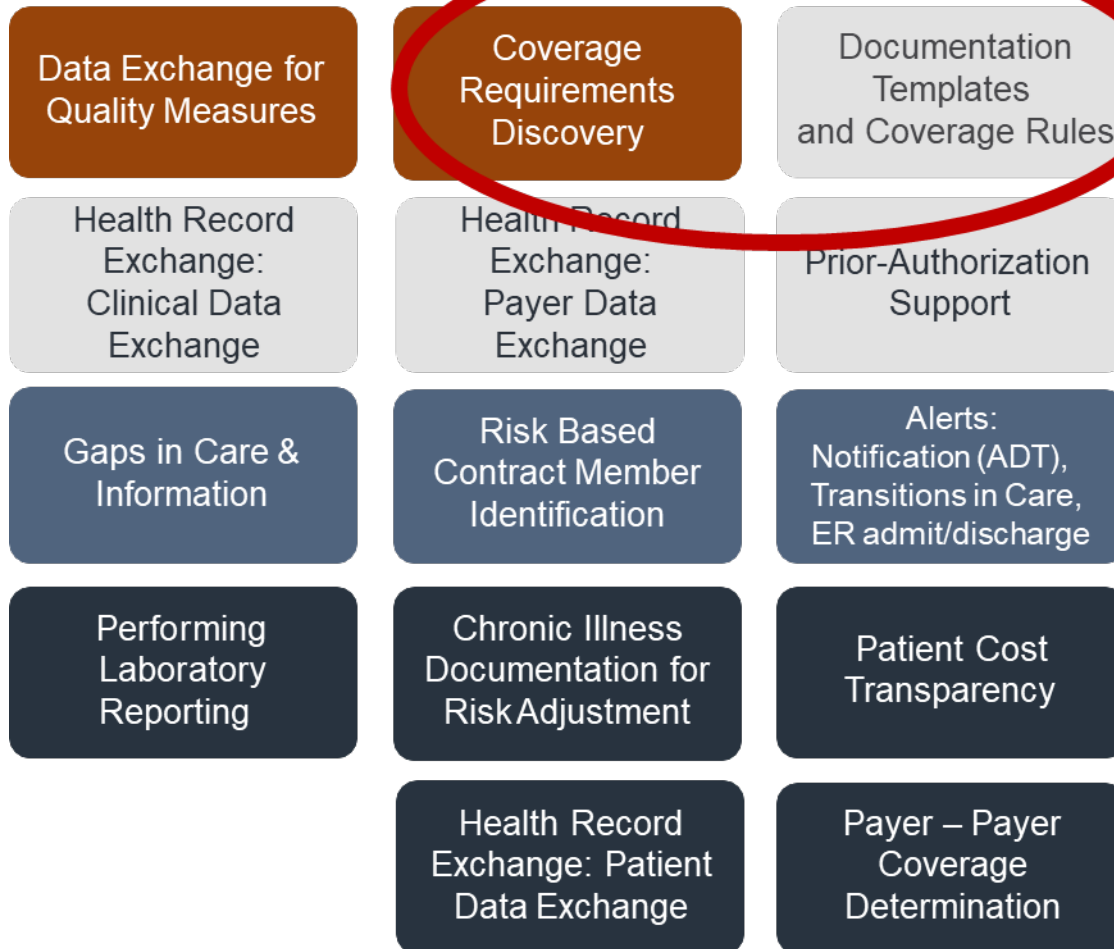 Data Exchange for
Quality Measures
Coverage
Requirements
Discovery
Documentation
Templates
and Coverage Rules
Health Record
Exchange:
Clinical Data
Exchange
Health Record
Exchange:
Payer Data
Exchange
Prior-Authorization
Support
Gaps in Care &
Information
Risk Based
Contract Member
Identification
Alerts:
Notification (ADT),
Transitions in Care,
ER admit/discharge
Performing
Laboratory
Reporting
Chronic Illness
Documentation for
Risk Adjustment
Patient Cost
Transparency
Health Record
Exchange: Patient
Data Exchange
Payer – Payer
Coverage
Determination